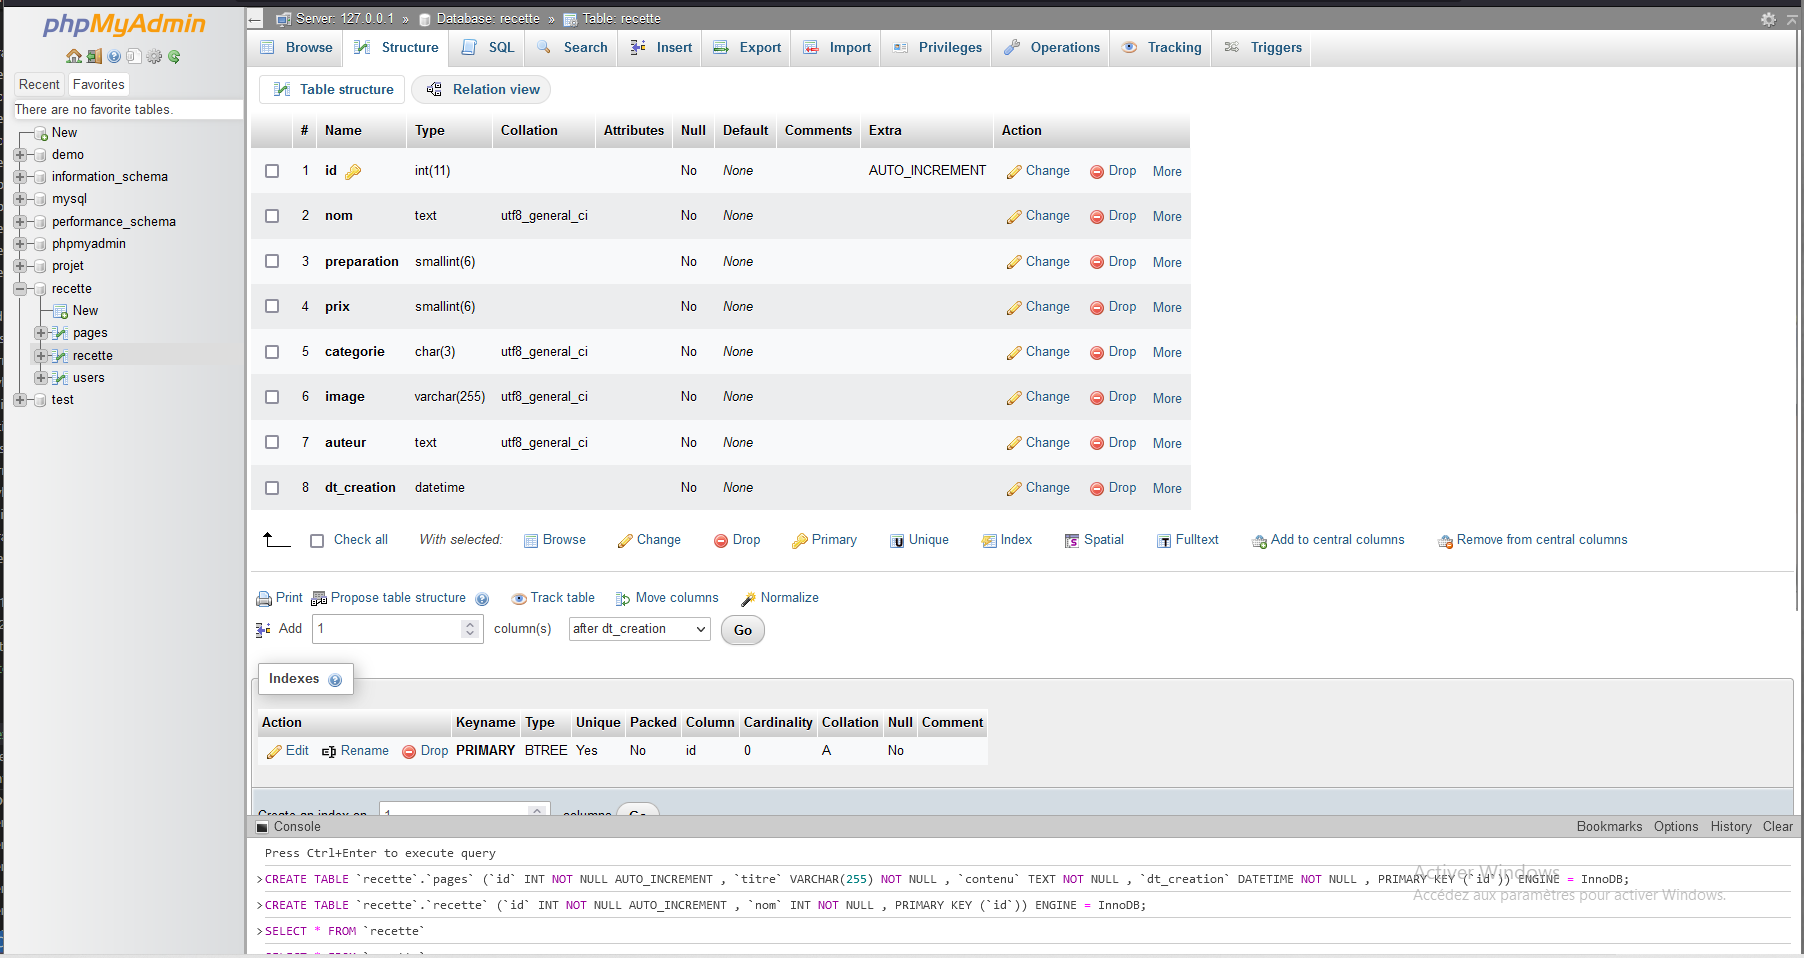 phpMyAdmin
Recent Favorites
There are no favorite tables.
New
demo
information_schema
mysql
performance_schema
phpmyadmin
projet
recette
New
pages
recette
users
test
Server: 127.0.0.1 » Database: recette » Table: recette
Browse Structure SQL Search Insert Export Import Privileges Operations Tracking Triggers
Table structure Relation view
# Name Type Collation Attributes Null Default Comments Extra Action
1 id int(11) No None AUTO_INCREMENT Change Drop More
2 nom text utf8_general_ci No None Change Drop More
3 preparation smallint(6) No None Change Drop More
4 prix smallint(6) No None Change Drop More
5 categorie char(3) utf8_general_ci No None Change Drop More
6 image varchar(255) utf8_general_ci No None Change Drop More
7 auteur text utf8_general_ci No None Change Drop More
8 dt_creation datetime No None Change Drop More
Check all With selected: Browse Change Drop Primary Unique Index Spatial Fulltext Add to central columns Remove from central columns
Print Propose table structure Track table Move columns Normalize
Add 1 column(s) after dt_creation Go
Indexes
Action Keyname Type Unique Packed Column Cardinality Collation Null Comment
Edit Rename Drop PRIMARY BTREE Yes No id 0 A No
Create an index on 1 columns Go
Console Bookmarks Options History Clear
Press Ctrl+Enter to execute query
>CREATE TABLE `recette`.`pages` (`id` INT NOT NULL AUTO_INCREMENT , `titre` VARCHAR(255) NOT NULL , `contenu` TEXT NOT NULL , `dt_creation` DATETIME NOT NULL , PRIMARY KEY (`id`)) ENGINE = InnoDB;
>CREATE TABLE `recette`.`recette` (`id` INT NOT NULL AUTO_INCREMENT , `nom` INT NOT NULL , PRIMARY KEY (`id`)) ENGINE = InnoDB;
>SELECT * FROM `recette`
Activer Windows
Accédez aux paramètres pour activer Windows.